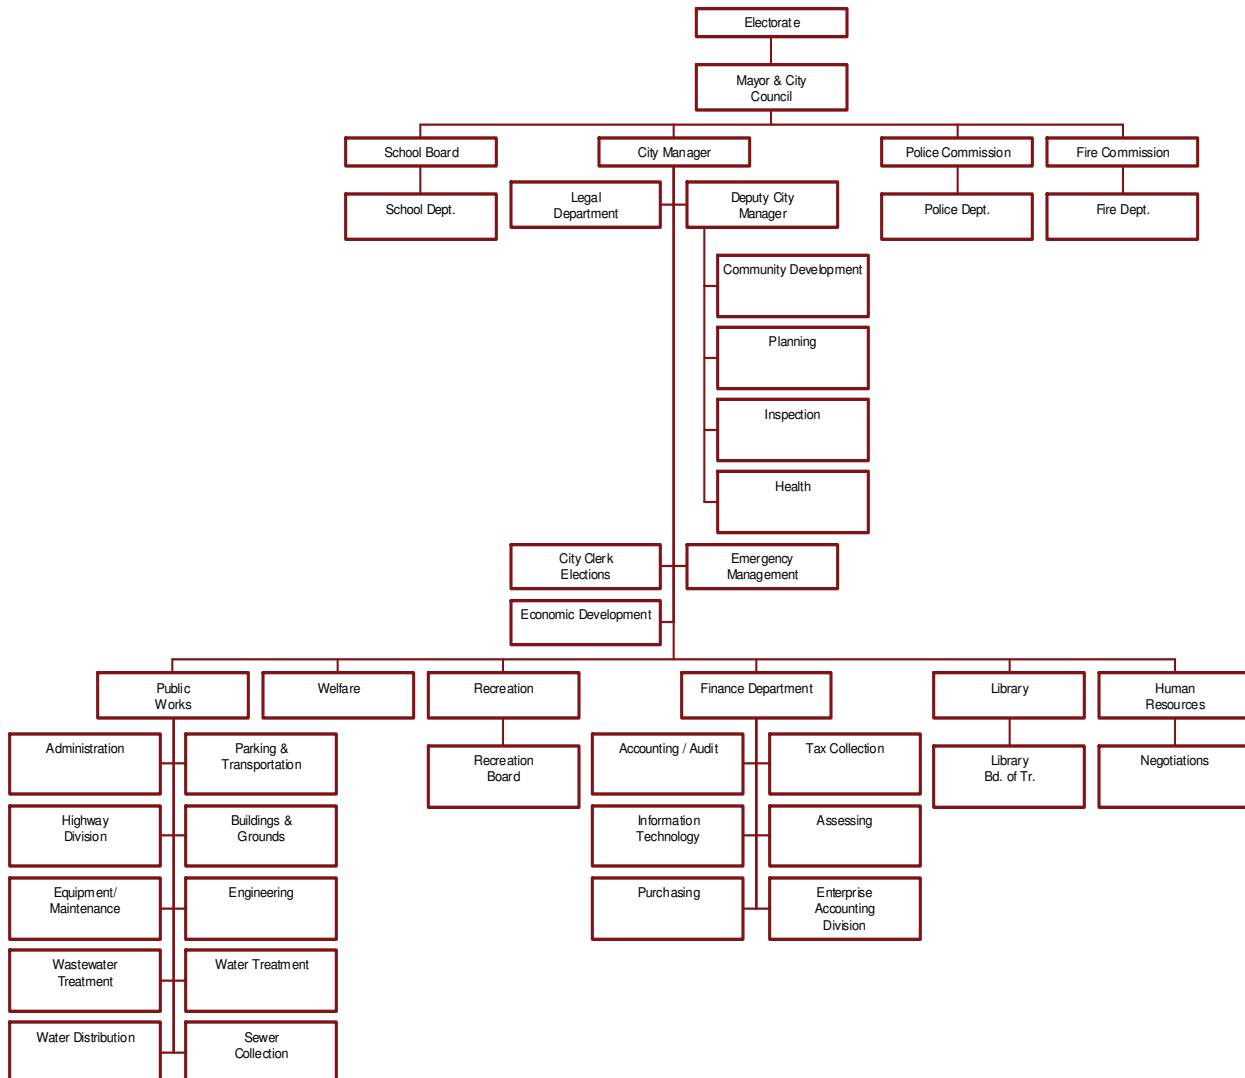 Electorate
Mayor & City
Council
School Board
City Manager
Police Commission
Fire Commission
School Dept.
Legal
Department
Deputy City
Manager
Police Dept.
Fire Dept.
Community Development
Planning
Inspection
Health
City Clerk
Elections
Emergency
Management
Economic Development
Public
Works
Welfare
Recreation
Finance Department
Library
Human
Resources
Administration
Parking &
Transportation
Recreation
Board
Accounting / Audit
Tax Collection
Library
Bd. of Tr.
Negotiations
Highway
Division
Buildings &
Grounds
Information
Technology
Assessing
Equipment/
Maintenance
Engineering
Purchasing
Enterprise
Accounting
Division
Wastewater
Treatment
Water Treatment
Water Distribution
Sewer
Collection